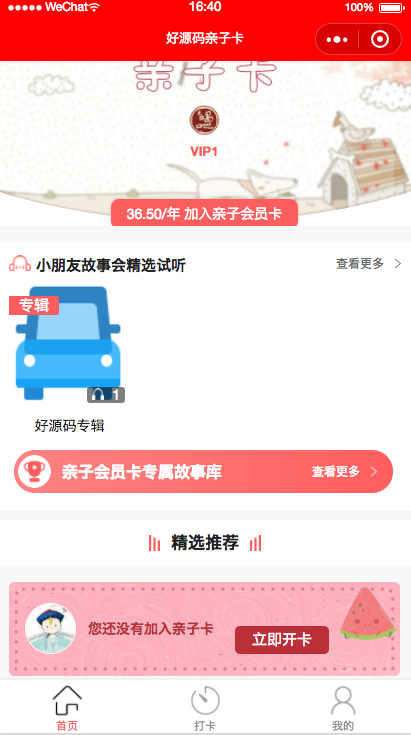 WeChat
16:40
100%
好源码亲子卡
亲子卡
VIP1
36.50/年 加入亲子会员卡
小朋友故事会精选试听
查看更多
专辑
1
好源码专辑
亲子会员卡专属故事库
查看更多
精选推荐
您还没有加入亲子卡
立即开卡
首页
打卡
我的